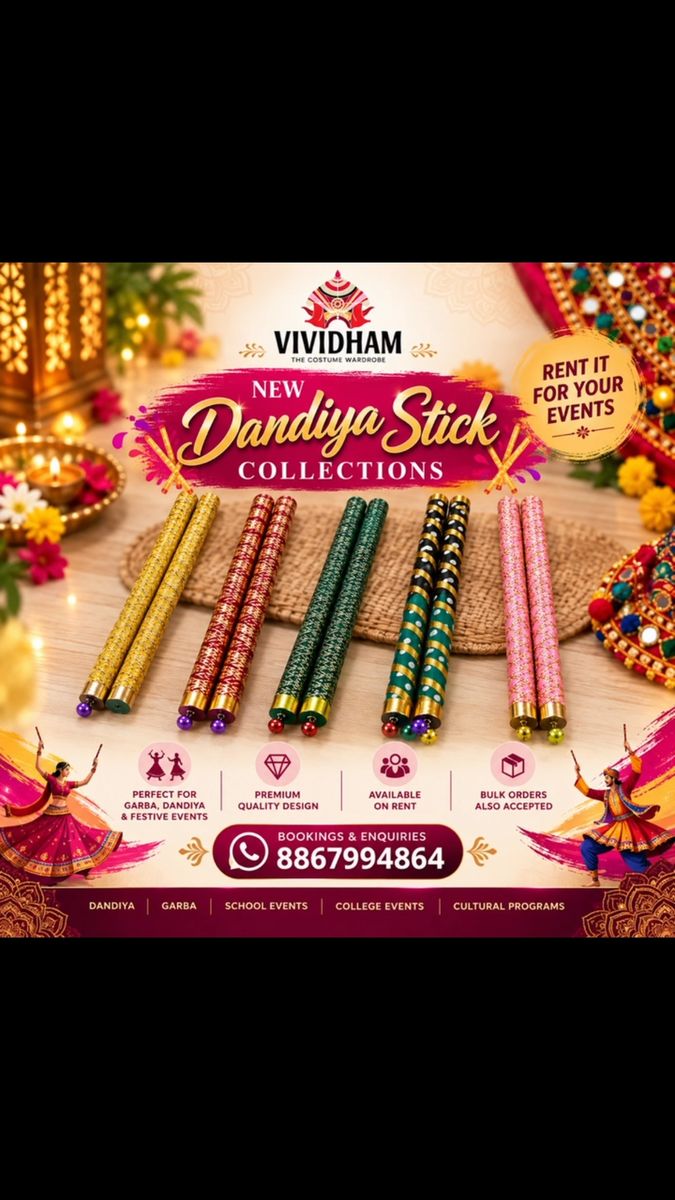 VIVIDHAM
THE COSTUME WARDROBE
NEW
Dandiya Stick
COLLECTIONS
RENT IT
FOR YOUR
EVENTS
PERFECT FOR
GARBA, DANDIYA
& FESTIVE EVENTS
PREMIUM
QUALITY DESIGN
AVAILABLE
ON RENT
BULK ORDERS
ALSO ACCEPTED
BOOKINGS & ENQUIRIES
8867994864
DANDIYA | GARBA | SCHOOL EVENTS | COLLEGE EVENTS | CULTURAL PROGRAMS